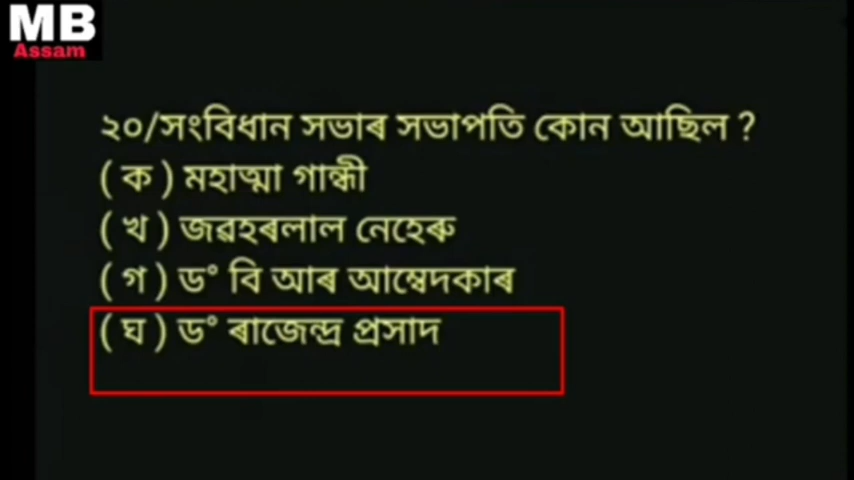 MB
Assam
২০/সংবিধান সভাৰ সভাপতি কোন আছিল ?
( ক ) মহাত্মা গান্ধী
( খ ) জৱহৰলাল নেহেৰু
( গ ) ড° বি আৰ আম্বেদকাৰ
( ঘ ) ড° ৰাজেন্দ্ৰ প্ৰসাদ